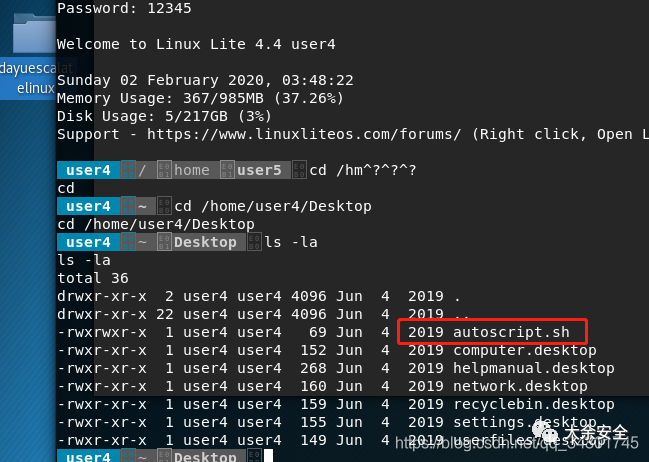 dayuescalat
elinux
Password: 12345
Welcome to Linux Lite 4.4 user4
Sunday 02 February 2020, 03:48:22
Memory Usage: 367/985MB (37.26%)
Disk Usage: 5/217GB (3%)
Support - https://www.linuxliteos.com/forums/ (Right click, Open L
user4 / home user5 cd /hm^?^?^?
cd
user4 ~ cd /home/user4/Desktop
cd /home/user4/Desktop
user4 ~ Desktop ls -la
ls -la
total 36
drwxr-xr-x 2 user4 user4 4096 Jun 4 2019 .
drwxr-xr-x 22 user4 user4 4096 Jun 4 2019 ..
-rwxrwxr-x 1 user4 user4 69 Jun 4 2019 autoscript.sh
-rwxr-xr-x 1 user4 user4 152 Jun 4 2019 computer.desktop
-rwxr-xr-x 1 user4 user4 268 Jun 4 2019 helpmanual.desktop
-rwxr-xr-x 1 user4 user4 160 Jun 4 2019 network.desktop
-rwxr-xr-x 1 user4 user4 159 Jun 4 2019 recyclebin.desktop
-rwxr-xr-x 1 user4 user4 155 Jun 4 2019 settings.desktop
-rwxr-xr-x 1 user4 user4 149 Jun 4 2019 userfiles.desktop
user4 ~ Desktop
大余安全